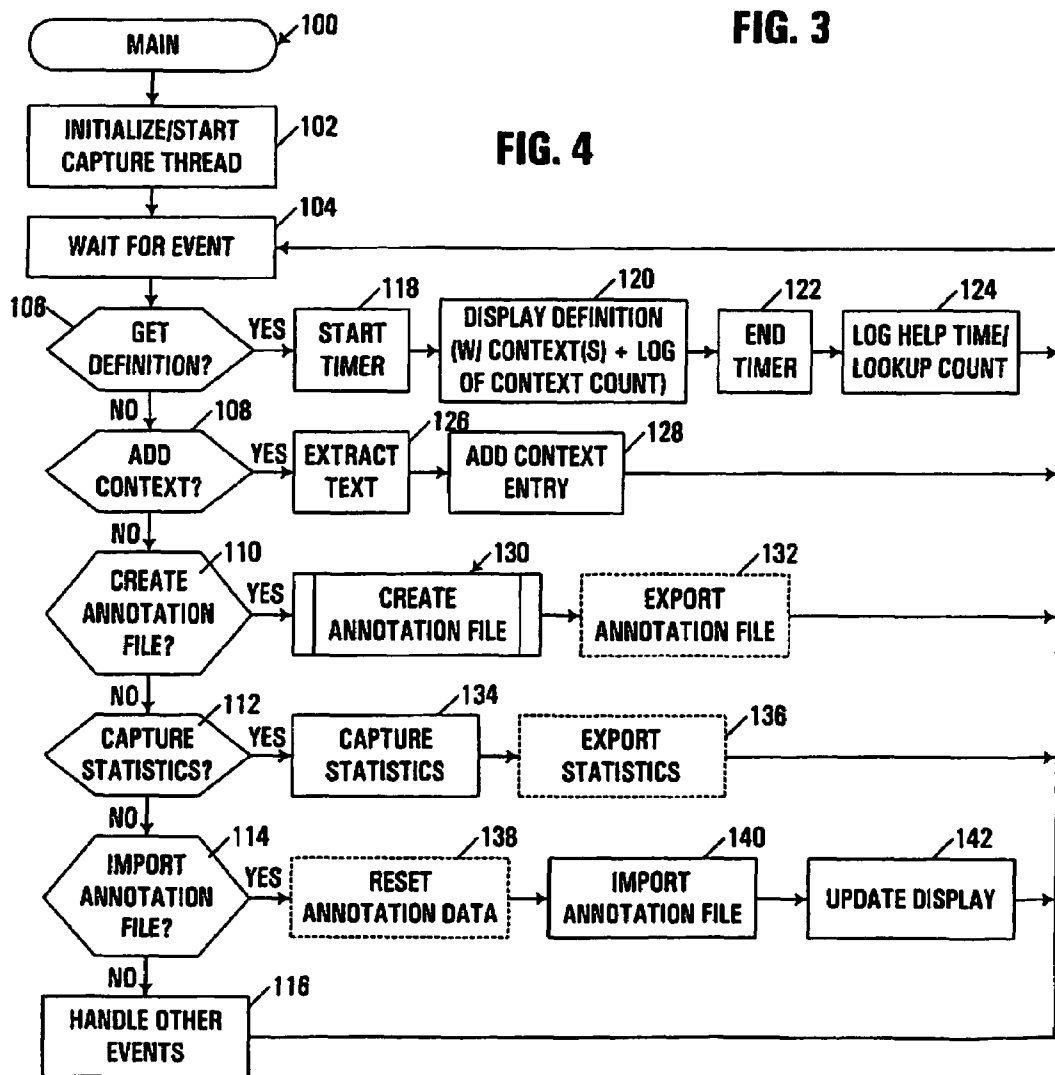 FIG. 3
100
MAIN
102
INITIALIZE/START
CAPTURE THREAD
FIG. 4
104
WAIT FOR EVENT
106
GET
DEFINITION?
YES
118
START
TIMER
120
DISPLAY DEFINITION
(W/ CONTEXT(S) + LOG
OF CONTEXT COUNT)
122
END
TIMER
124
LOG HELP TIME/
LOOKUP COUNT
NO
108
ADD
CONTEXT?
YES
126
EXTRACT
TEXT
128
ADD CONTEXT
ENTRY
NO
110
CREATE
ANNOTATION
FILE?
YES
130
CREATE
ANNOTATION FILE
132
EXPORT
ANNOTATION FILE
NO
112
CAPTURE
STATISTICS?
YES
134
CAPTURE
STATISTICS
136
EXPORT
STATISTICS
NO
114
IMPORT
ANNOTATION
FILE?
YES
138
RESET
ANNOTATION DATA
140
IMPORT
ANNOTATION FILE
142
UPDATE DISPLAY
NO
116
HANDLE OTHER
EVENTS